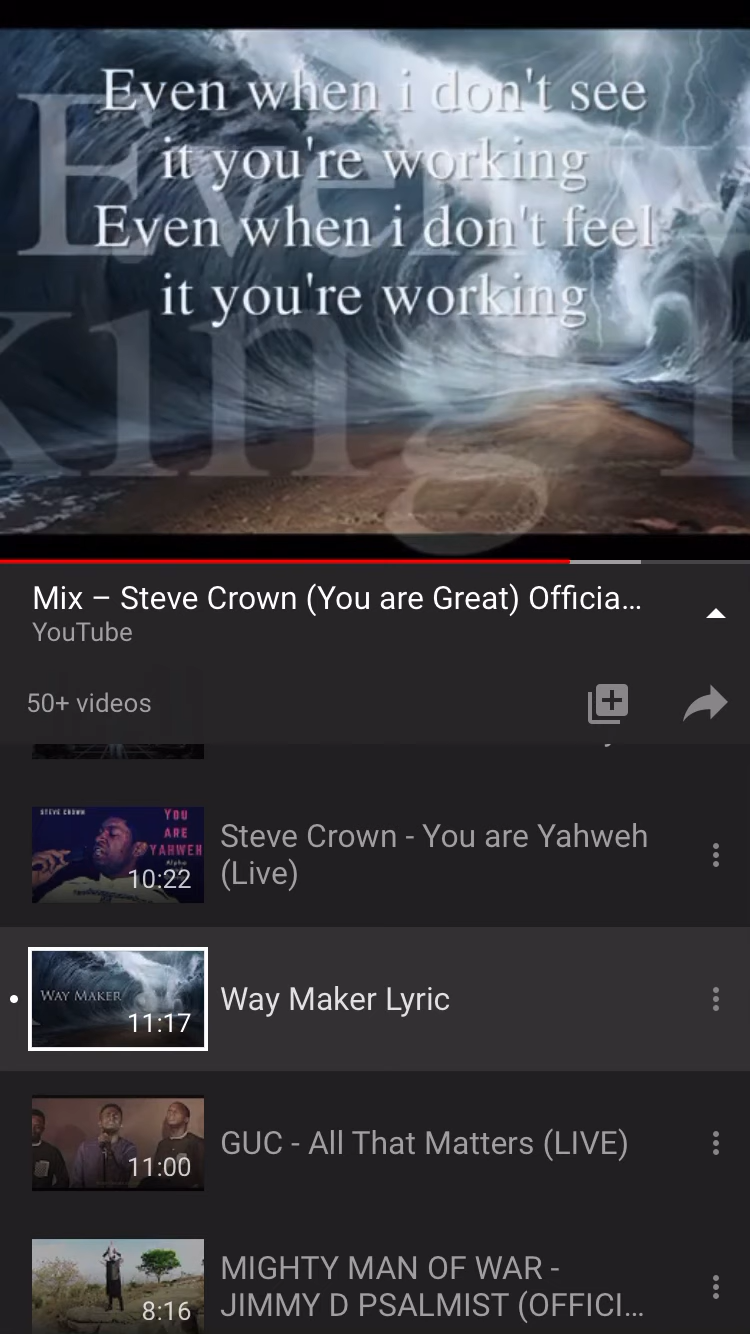 Even when i don't see
it you're working
Even when i don't feel
it you're working
Mix – Steve Crown (You are Great) Officia...
YouTube
50+ videos
STEVE CROWN
YOU
ARE
YAHWEH
Alpha
10:22
Steve Crown - You are Yahweh
(Live)
WAY MAKER
11:17
Way Maker Lyric
11:00
GUC - All That Matters (LIVE)
8:16
MIGHTY MAN OF WAR -
JIMMY D PSALMIST (OFFICI...